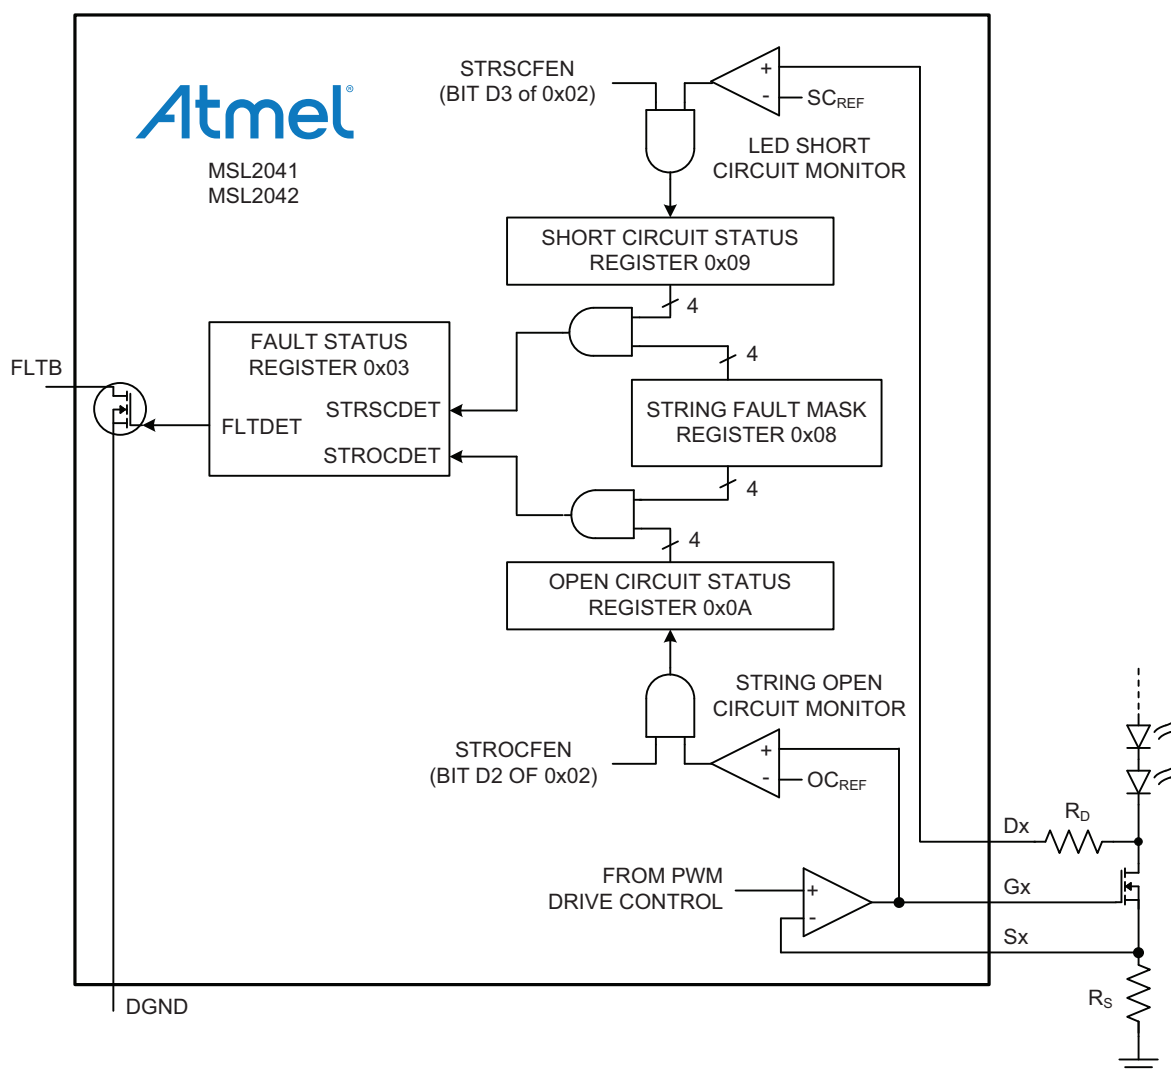 STRSCFEN
(BIT D3 of 0x02)
+
-
SCREF
LED SHORT
CIRCUIT MONITOR
Atmel®
MSL2041
MSL2042
SHORT CIRCUIT STATUS
REGISTER 0x09
4
4
FAULT STATUS
REGISTER 0x03
FLTB
STRSCDET
FLTDET
STROCDET
STRING FAULT MASK
REGISTER 0x08
4
4
OPEN CIRCUIT STATUS
REGISTER 0x0A
STRING OPEN
CIRCUIT MONITOR
STROCFEN
(BIT D2 OF 0x02)
+
-
OCREF
Dx
RD
FROM PWM
DRIVE CONTROL
+
-
Gx
Sx
RS
DGND